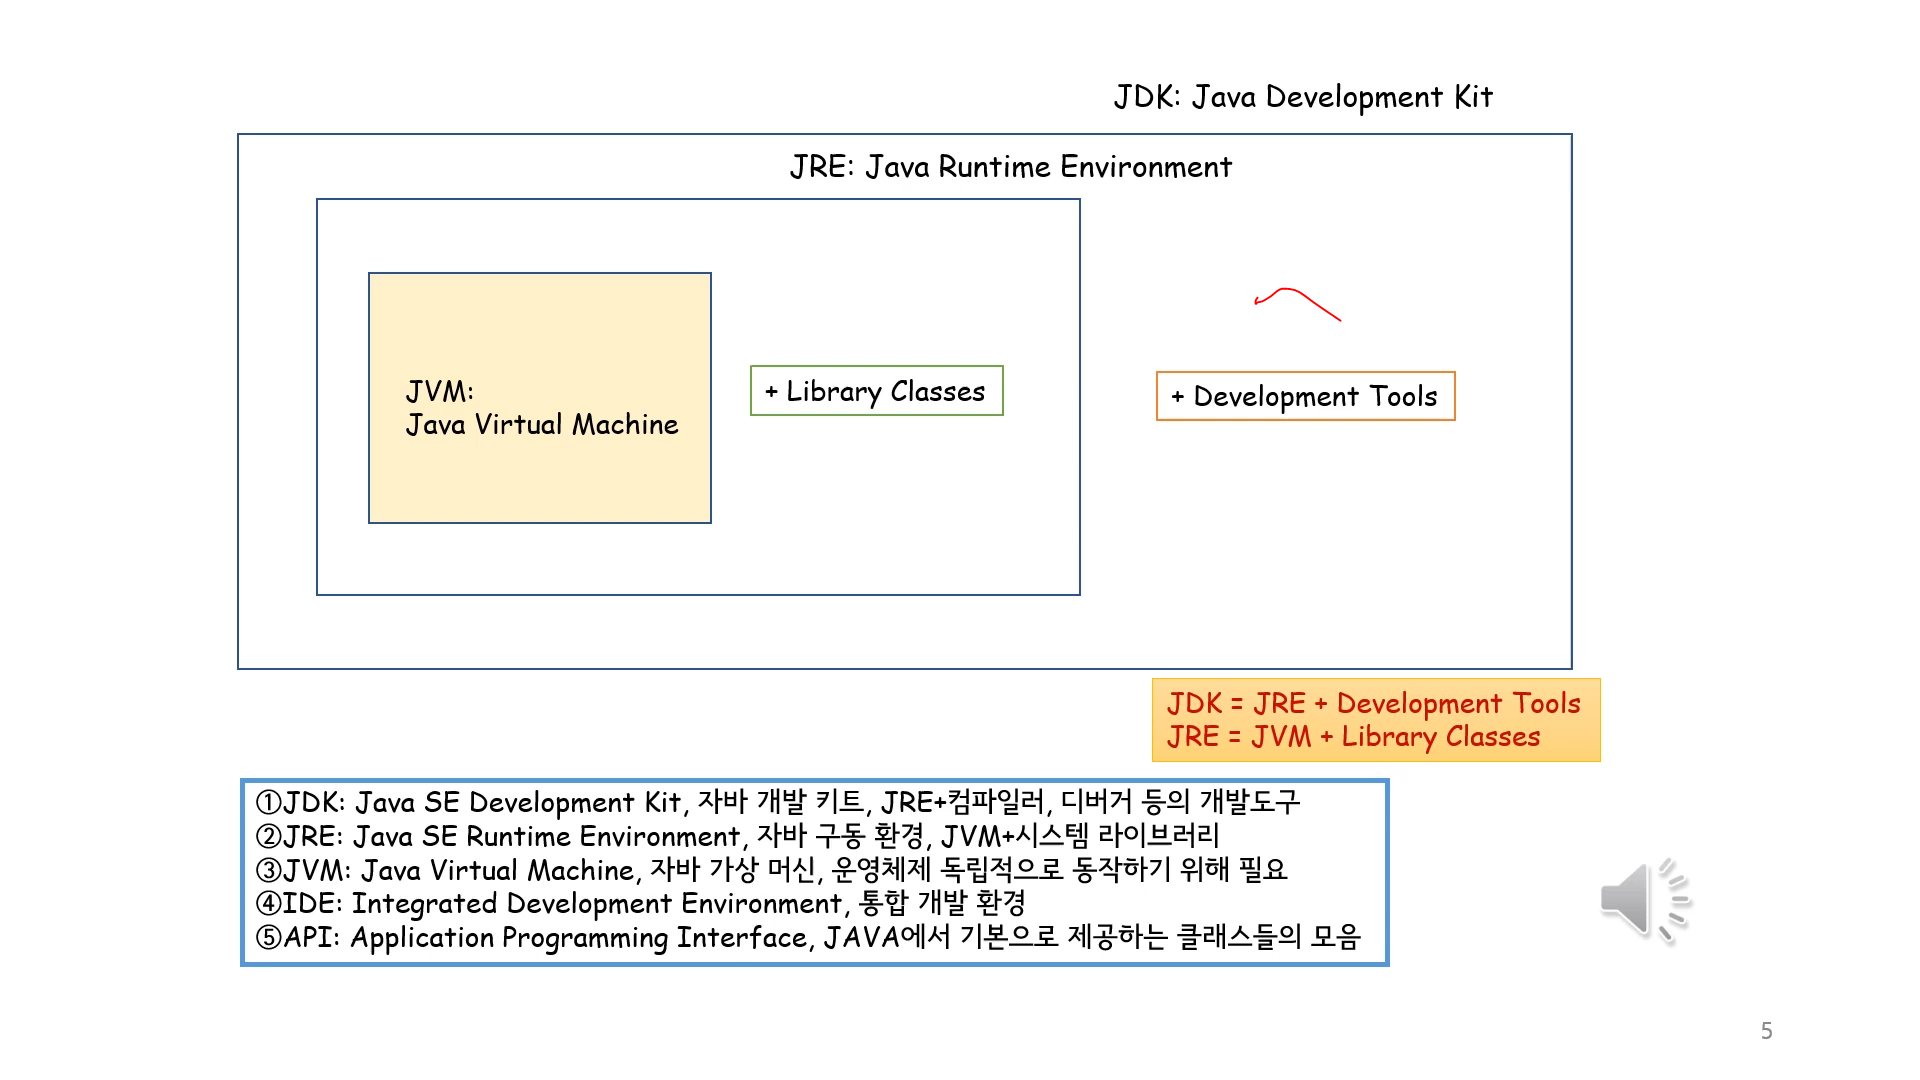 JDK: Java Development Kit
JRE: Java Runtime Environment
JVM:
Java Virtual Machine
+ Library Classes
+ Development Tools
JDK = JRE + Development Tools
JRE = JVM + Library Classes
①JDK: Java SE Development Kit, 자바 개발 키트, JRE+컴파일러, 디버거 등의 개발도구
②JRE: Java SE Runtime Environment, 자바 구동 환경, JVM+시스템 라이브러리
③JVM: Java Virtual Machine, 자바 가상 머신, 운영체제 독립적으로 동작하기 위해 필요
④IDE: Integrated Development Environment, 통합 개발 환경
⑤API: Application Programming Interface, JAVA에서 기본으로 제공하는 클래스들의 모음
5